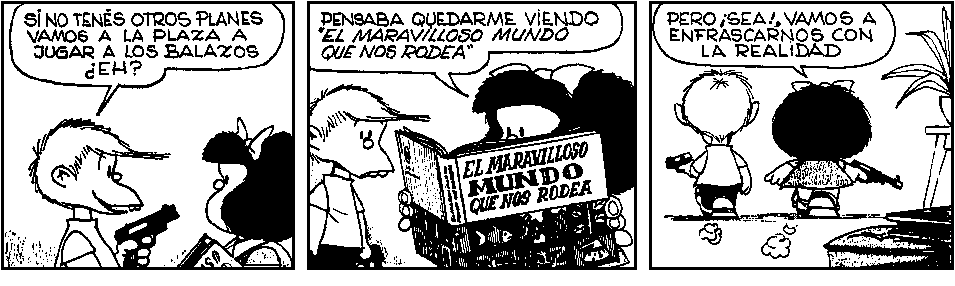 SÍ NO TENÉS OTROS PLANES
VAMOS A LA PLAZA A
JUGAR A LOS BALAZOS
¿EH?
PENSABA QUEDARME VIENDO
"EL MARAVILLOSO MUNDO
QUE NOS RODEA"
EL MARAVILLOSO
MUNDO
QUE NOS RODEA
PERO ¡SEA!, VAMOS A
ENFRASCARNOS CON
LA REALIDAD